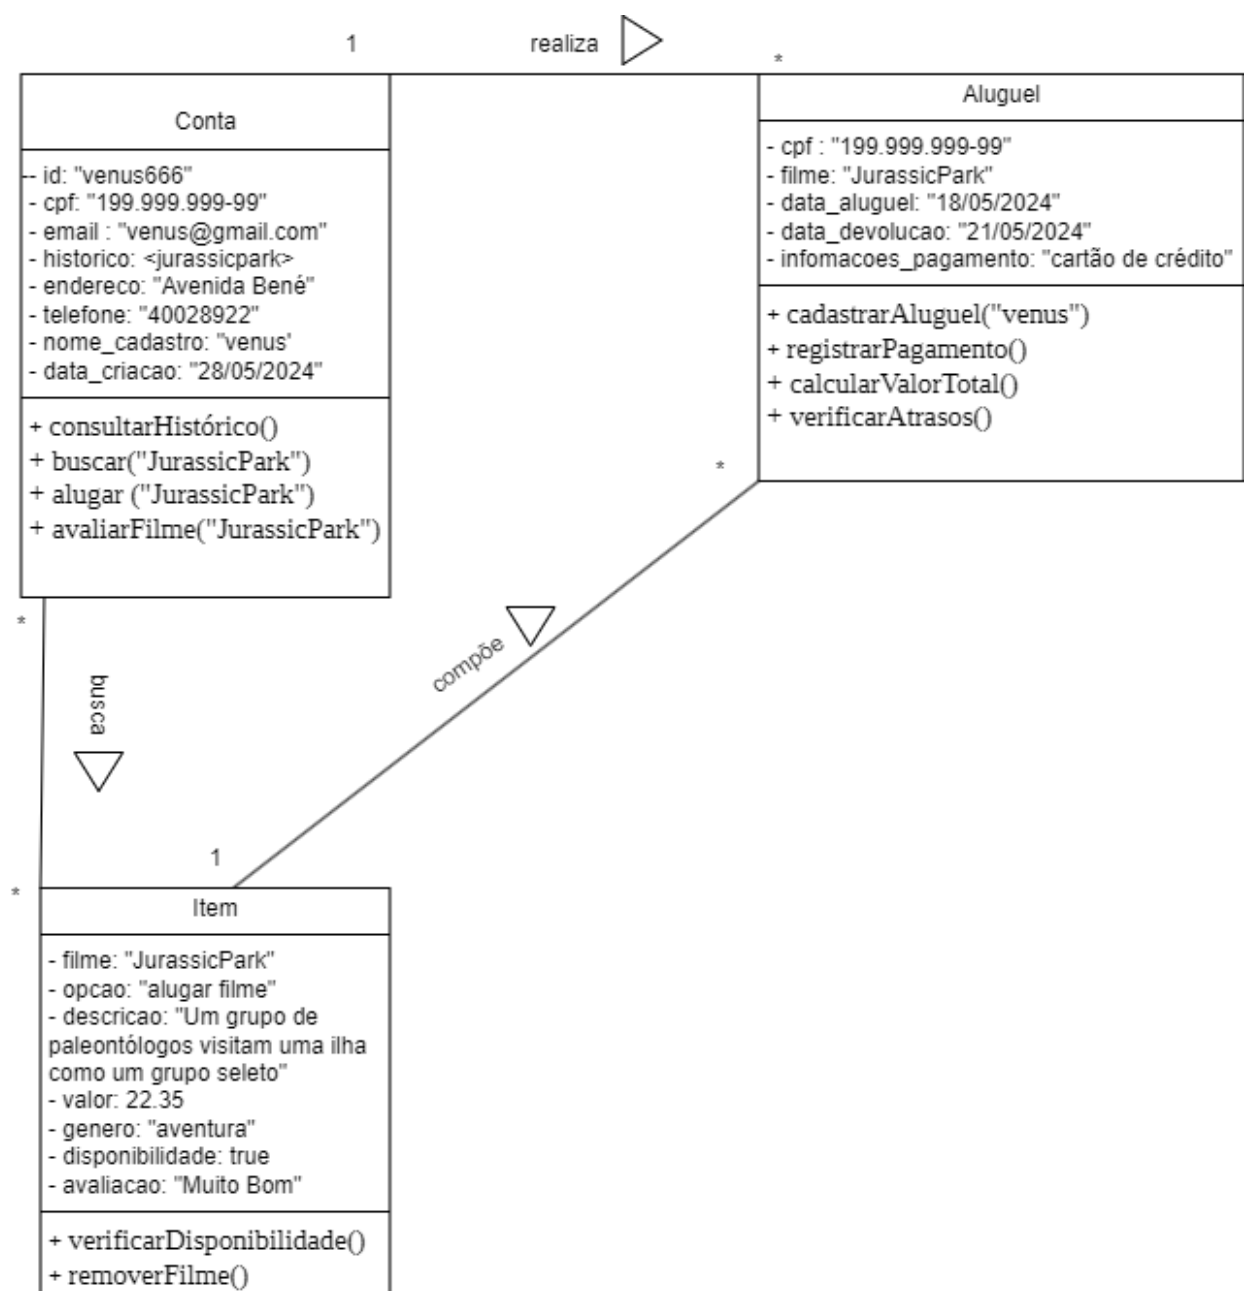 1
realiza
*
Conta
-- id: "venus666"
- cpf: "199.999.999-99"
- email : "venus@gmail.com"
- historico: <jurassicpark>
- endereco: "Avenida Bené"
- telefone: "40028922"
- nome_cadastro: "venus'
- data_criacao: "28/05/2024"
+ consultarHistórico()
+ buscar("JurassicPark")
+ alugar ("JurassicPark")
+ avaliarFilme("JurassicPark")
Aluguel
- cpf : "199.999.999-99"
- filme: "JurassicPark"
- data_aluguel: "18/05/2024"
- data_devolucao: "21/05/2024"
- infomacoes_pagamento: "cartão de crédito"
+ cadastrarAluguel("venus")
+ registrarPagamento()
+ calcularValorTotal()
+ verificarAtrasos()
*
*
compõe
busca
1
*
Item
- filme: "JurassicPark"
- opcao: "alugar filme"
- descricao: "Um grupo de
paleontólogos visitam uma ilha
como um grupo seleto"
- valor: 22.35
- genero: "aventura"
- disponibilidade: true
- avaliacao: "Muito Bom"
+ verificarDisponibilidade()
+ removerFilme()